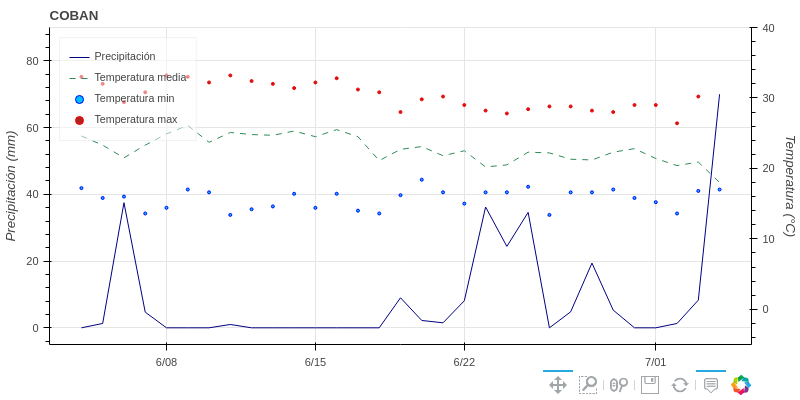 COBAN
Precipitación
Temperatura media
Temperatura min
Temperatura max
Precipitación (mm)
80
60
40
20
0
Temperatura (°C)
40
30
20
10
0
6/08
6/15
6/22
7/01